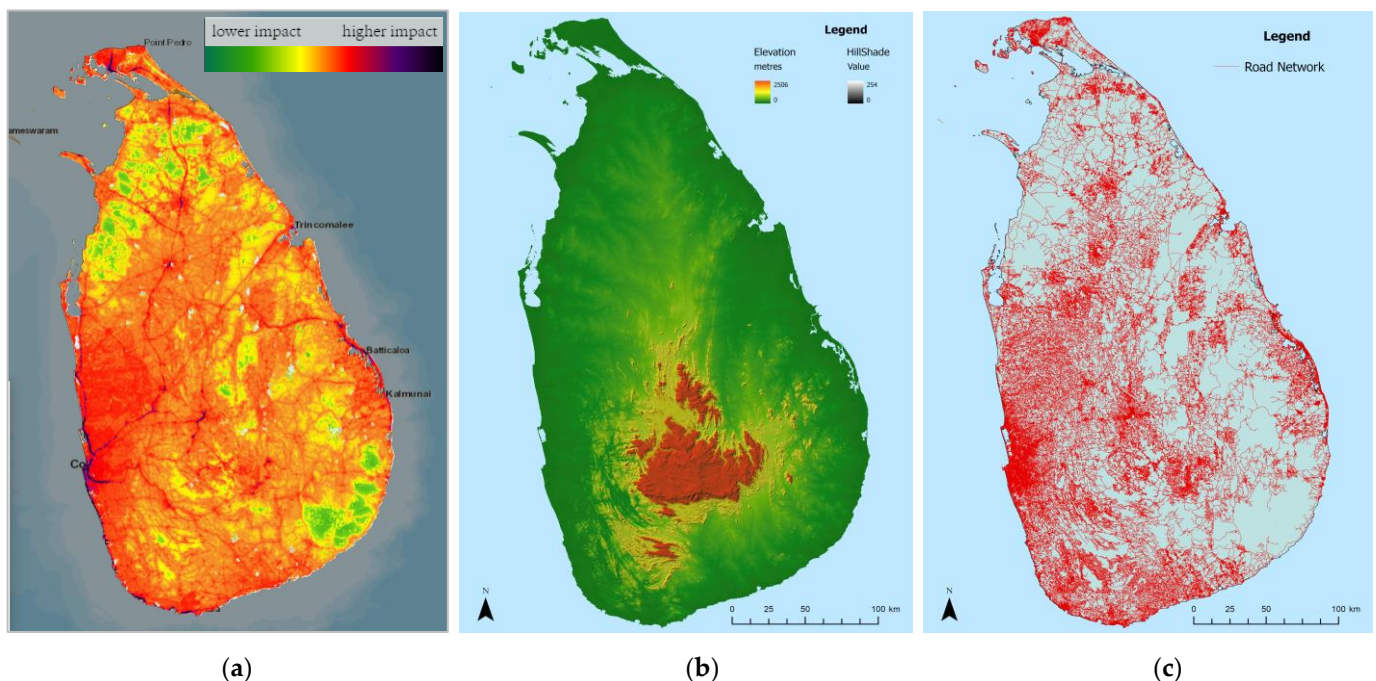 lower impact higher impact
Point Pedro
ameswaram
Trincomalee
Batticaloa
Kalmunai
Co
Legend
Elevation
metres
2506
0
HillShade
Value
254
0
N
0 25 50 100 km
Legend
Road Network
N
0 25 50 100 km
(a) (b) (c)